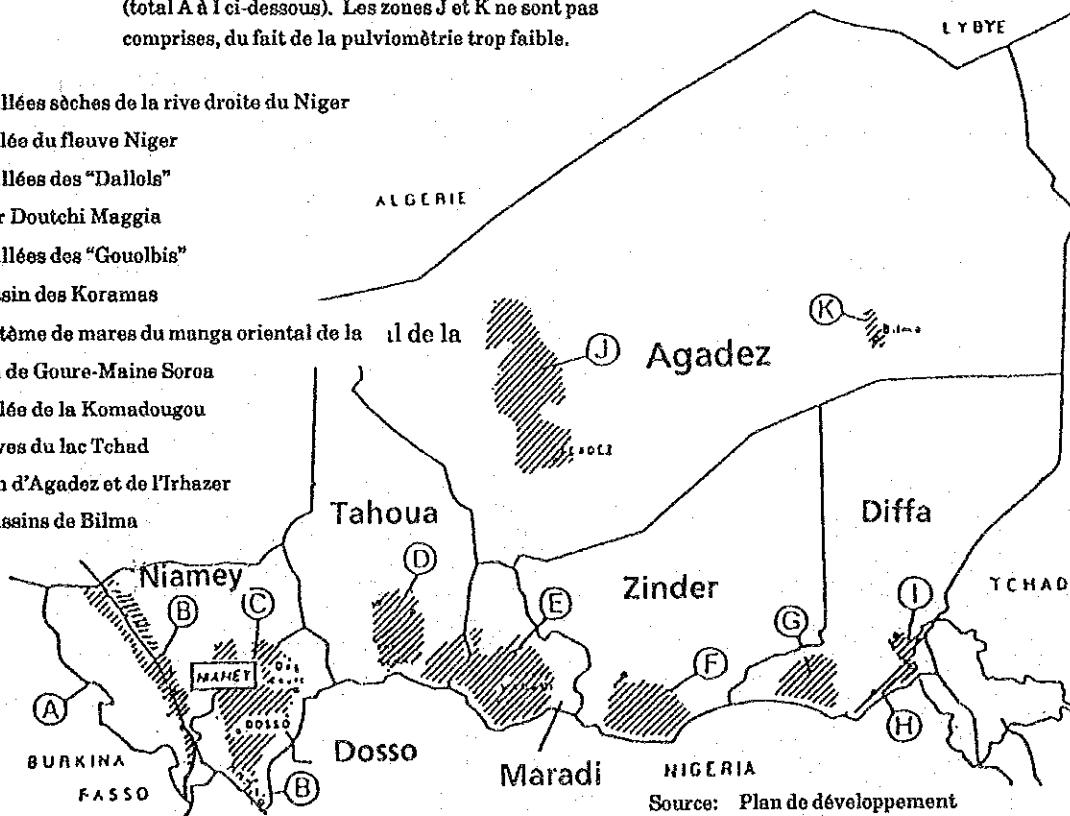 (total A à I ci-dessous). Les zones J et K ne sont pas
comprises, du fait de la pulviomètrie trop faible.
llées sèches de la rive droite du Niger
lée du fleuve Niger
llées des "Dallols"
r Doutchi Maggia
llées des "Gouolbis"
ssin des Koramas
tème de mares du manga oriental de la il de la
de Goure-Maine Soroa
lée de la Komadougou
ves du lac Tchad
n d'Agadez et de l'Irhazer
ssins de Bilma
LYBYE
ALGERIE
K
Bilma
J
Agadez
Tahoua
Diffa
D
Niamey
B
C
E
Zinder
G
I
TCHAD
A
F
DOSSO
H
BURKINA
FASSO
B
Dosso
Maradi
NIGERIA
Source: Plan de développement